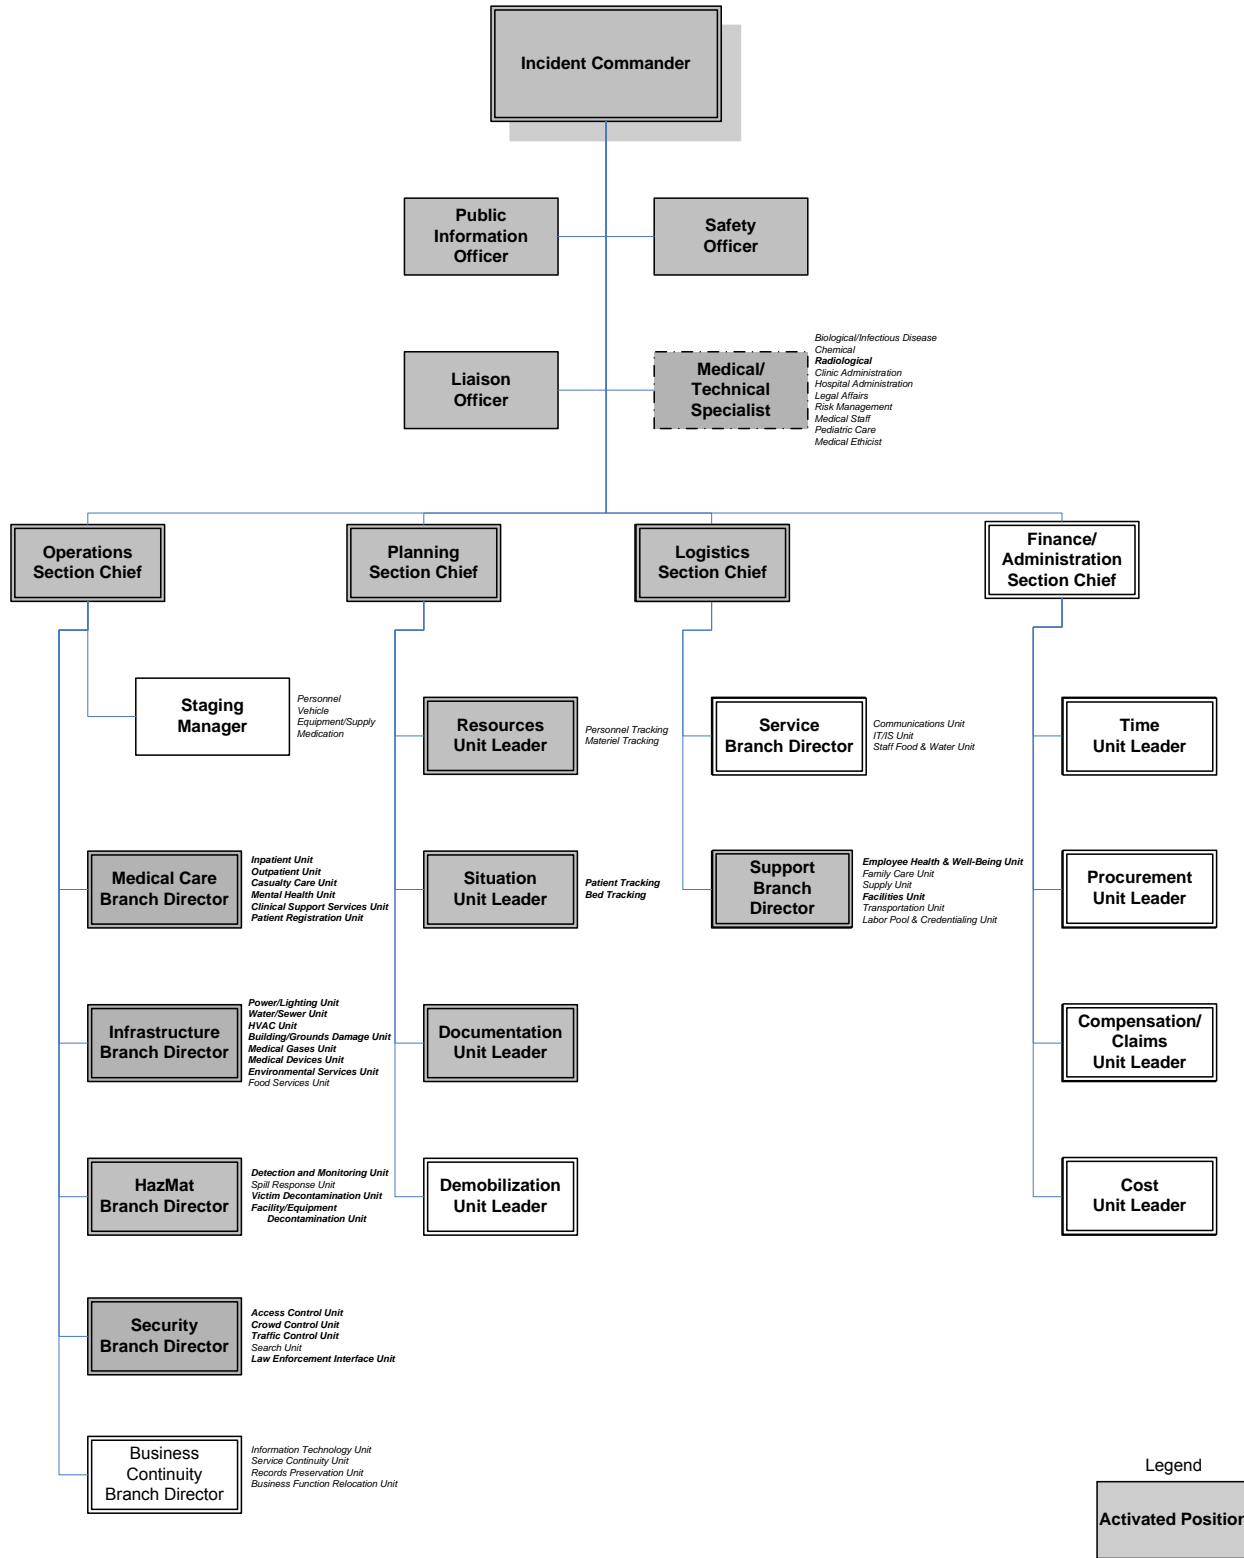 Incident Commander
Public
Information
Officer
Safety
Officer
Liaison
Officer
Medical/
Technical
Specialist
Biological/Infectious Disease
Chemical
Radiological
Clinic Administration
Hospital Administration
Legal Affairs
Risk Management
Medical Staff
Pediatric Care
Medical Ethicist
Operations
Section Chief
Planning
Section Chief
Logistics
Section Chief
Finance/
Administration
Section Chief
Staging
Manager
Personnel
Vehicle
Equipment/Supply
Medication
Resources
Unit Leader
Personnel Tracking
Materiel Tracking
Service
Branch Director
Communications Unit
IT/IS Unit
Staff Food & Water Unit
Time
Unit Leader
Medical Care
Branch Director
Inpatient Unit
Outpatient Unit
Casualty Care Unit
Mental Health Unit
Clinical Support Services Unit
Patient Registration Unit
Situation
Unit Leader
Patient Tracking
Bed Tracking
Support
Branch
Director
Employee Health & Well-Being Unit
Family Care Unit
Supply Unit
Facilities Unit
Transportation Unit
Labor Pool & Credentialing Unit
Procurement
Unit Leader
Infrastructure
Branch Director
Power/Lighting Unit
Water/Sewer Unit
HVAC Unit
Building/Grounds Damage Unit
Medical Gases Unit
Medical Devices Unit
Environmental Services Unit
Food Services Unit
Documentation
Unit Leader
Compensation/
Claims
Unit Leader
HazMat
Branch Director
Detection and Monitoring Unit
Spill Response Unit
Victim Decontamination Unit
Facility/Equipment
Decontamination Unit
Demobilization
Unit Leader
Cost
Unit Leader
Security
Branch Director
Access Control Unit
Crowd Control Unit
Traffic Control Unit
Search Unit
Law Enforcement Interface Unit
Business
Continuity
Branch Director
Information Technology Unit
Service Continuity Unit
Records Preservation Unit
Business Function Relocation Unit
Legend
Activated Position